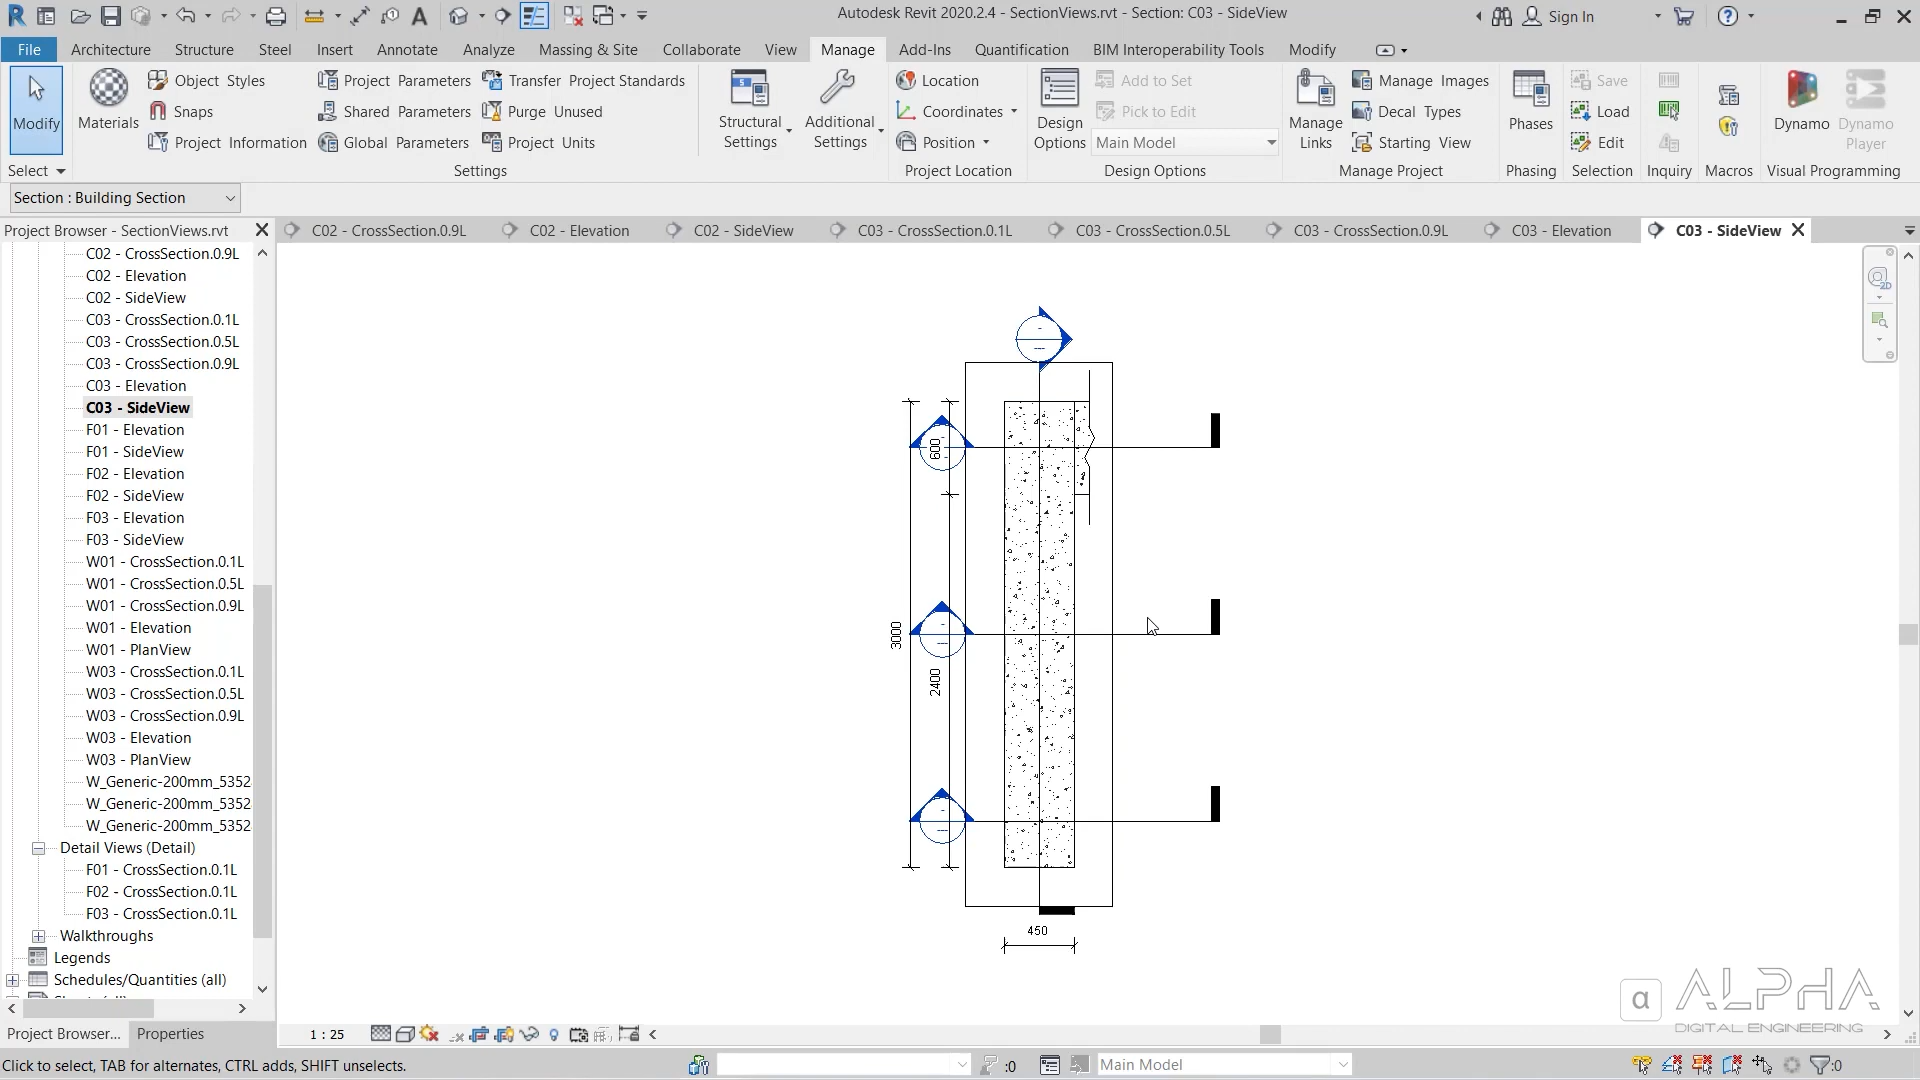 Autodesk Revit 2020.2.4 - SectionViews.rvt - Section: C03 - SideView
Sign In
File Architecture Structure Steel Insert Annotate Analyze Massing & Site Collaborate View Manage Add-Ins Quantification BIM Interoperability Tools Modify
Modify
Materials
Object Styles
Snaps
Project Information
Project Parameters
Shared Parameters
Global Parameters
Transfer Project Standards
Purge Unused
Project Units
Structural Settings
Additional Settings
Location
Coordinates
Position
Design Options
Add to Set
Pick to Edit
Main Model
Manage Links
Manage Images
Decal Types
Starting View
Phases
Save
Load
Edit
Dynamo
Dynamo Player
Select Settings Project Location Design Options Manage Project Phasing Selection Inquiry Macros Visual Programming
Section : Building Section
Project Browser - SectionViews.rvt
C02 - CrossSection.0.9L C02 - Elevation C02 - SideView C03 - CrossSection.0.1L C03 - CrossSection.0.5L C03 - CrossSection.0.9L C03 - Elevation C03 - SideView
C02 - CrossSection.0.9L
C02 - Elevation
C02 - SideView
C03 - CrossSection.0.1L
C03 - CrossSection.0.5L
C03 - CrossSection.0.9L
C03 - Elevation
C03 - SideView
F01 - Elevation
F01 - SideView
F02 - Elevation
F02 - SideView
F03 - Elevation
F03 - SideView
W01 - CrossSection.0.1L
W01 - CrossSection.0.5L
W01 - CrossSection.0.9L
W01 - Elevation
W01 - PlanView
W03 - CrossSection.0.1L
W03 - CrossSection.0.5L
W03 - CrossSection.0.9L
W03 - Elevation
W03 - PlanView
W_Generic-200mm_5352
W_Generic-200mm_5352
W_Generic-200mm_5352
Detail Views (Detail)
F01 - CrossSection.0.1L
F02 - CrossSection.0.1L
F03 - CrossSection.0.1L
Walkthroughs
Legends
Schedules/Quantities (all)
Project Browser... Properties
600
3000
2400
450
2D
α ALPHA
DIGITAL ENGINEERING
1 : 25
Click to select, TAB for alternates, CTRL adds, SHIFT unselects.
:0
Main Model
:0